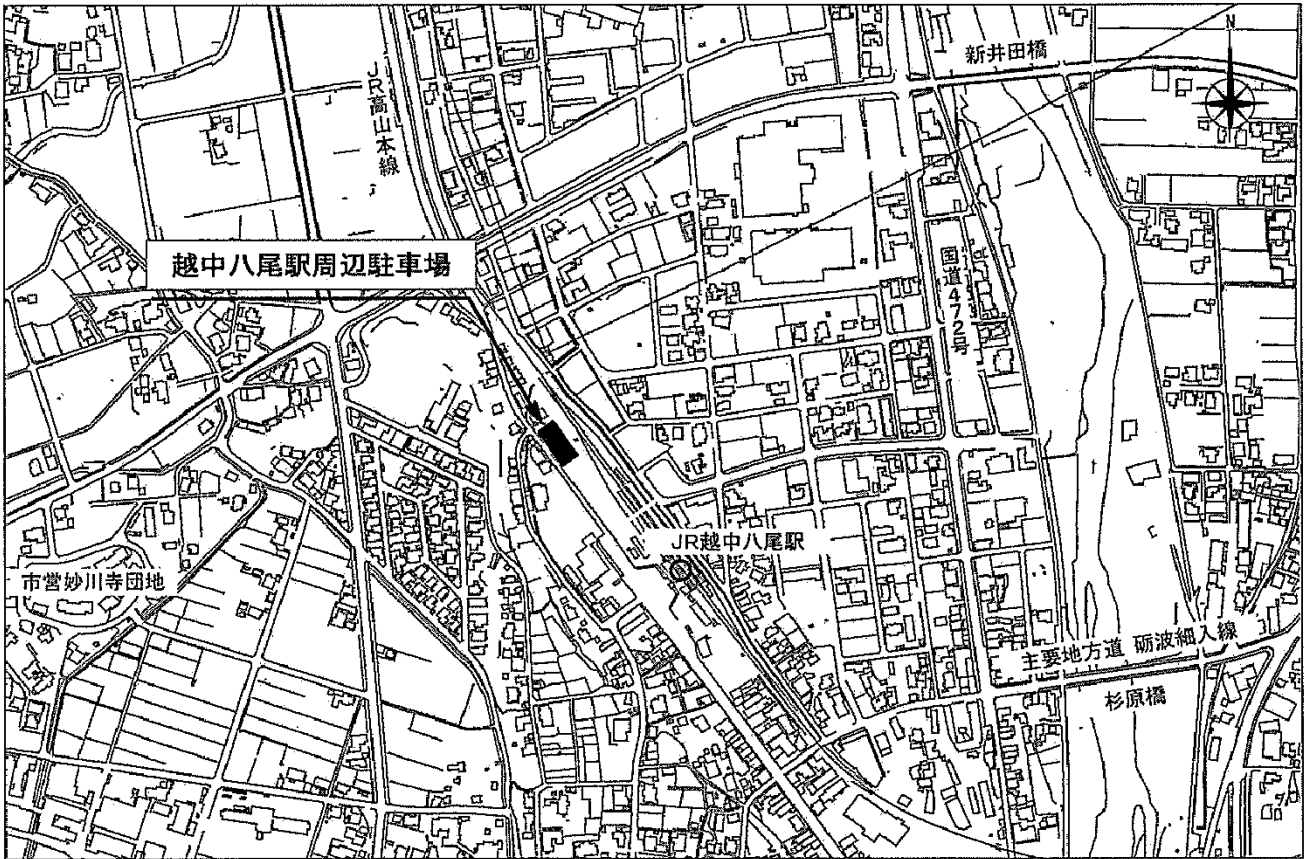 新井田橋
N
JR高山本線
越中八尾駅周辺駐車場
国道472号
JR越中八尾駅
市営妙川寺団地
主要地方道 砺波細入線
杉原橋